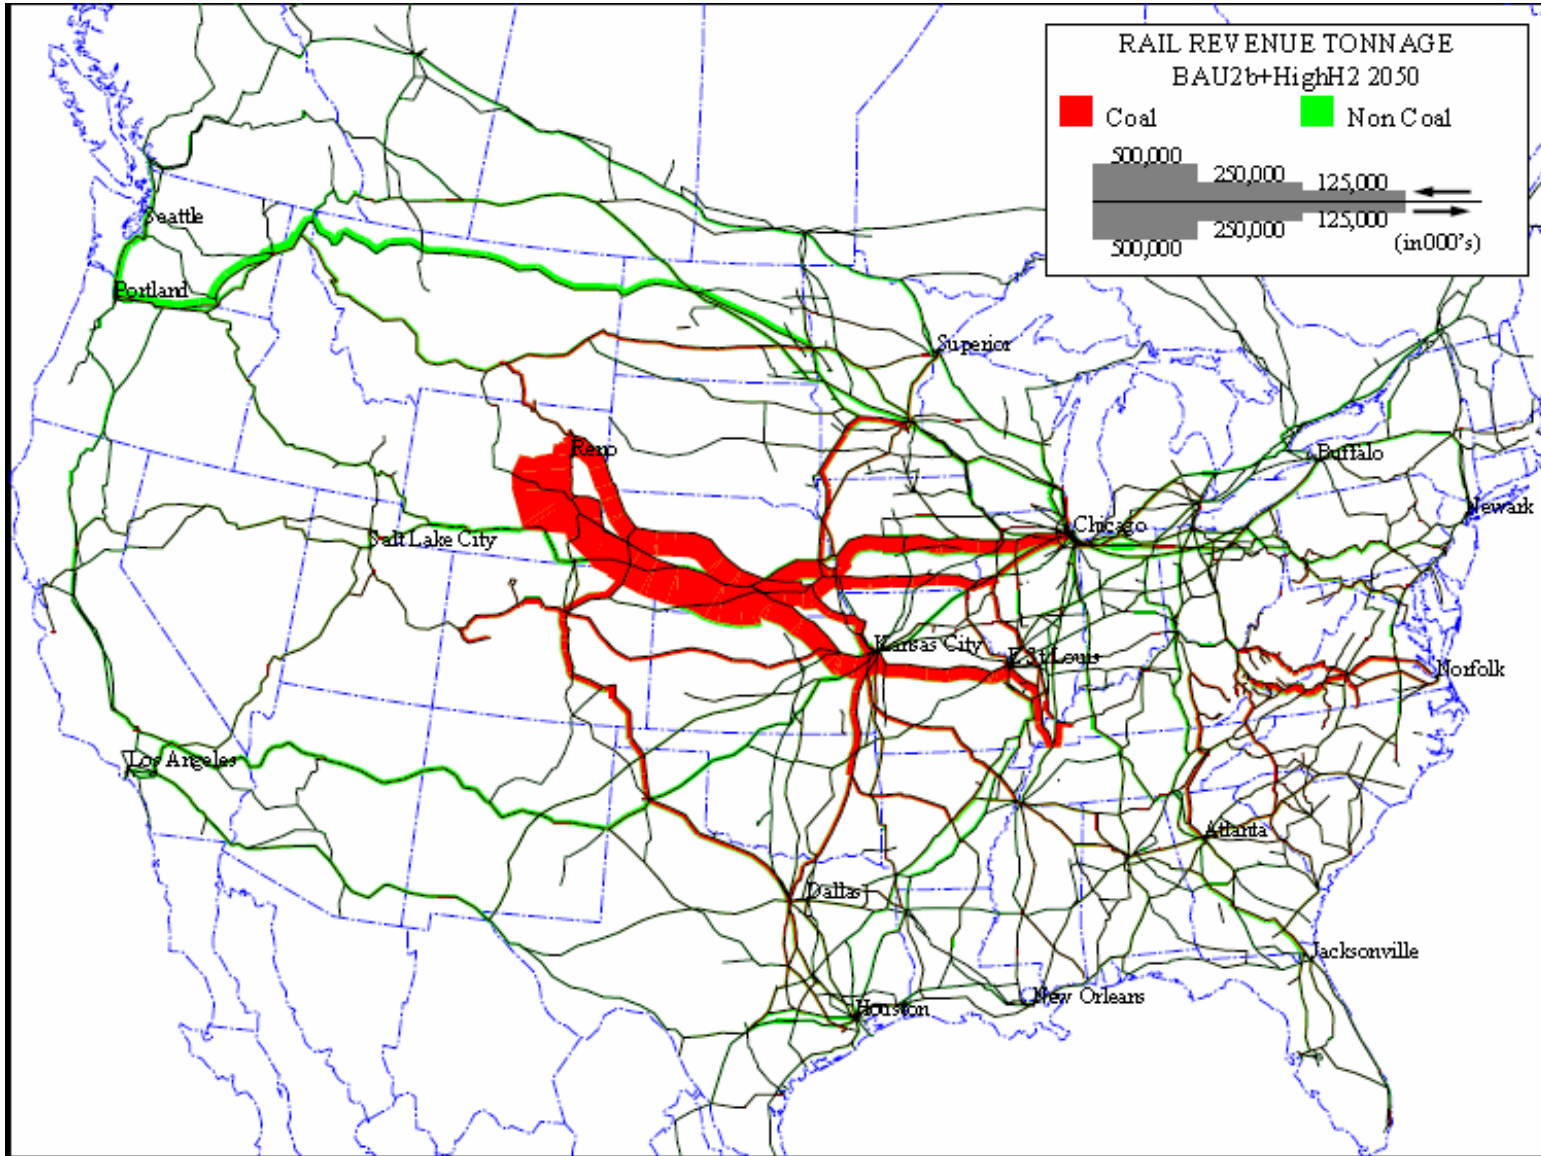 RAIL REVENUE TONNAGE
BAU2b+HighH2 2050
Coal
Non Coal
500,000
250,000
125,000
500,000
250,000
125,000
(in000's)
Seattle
Portland
Superior
Reno
Buffalo
Newark
Chicago
Salt Lake City
Kansas City
E St Louis
Norfolk
Los Angeles
Atlanta
Dallas
Jacksonville
New Orleans
Houston